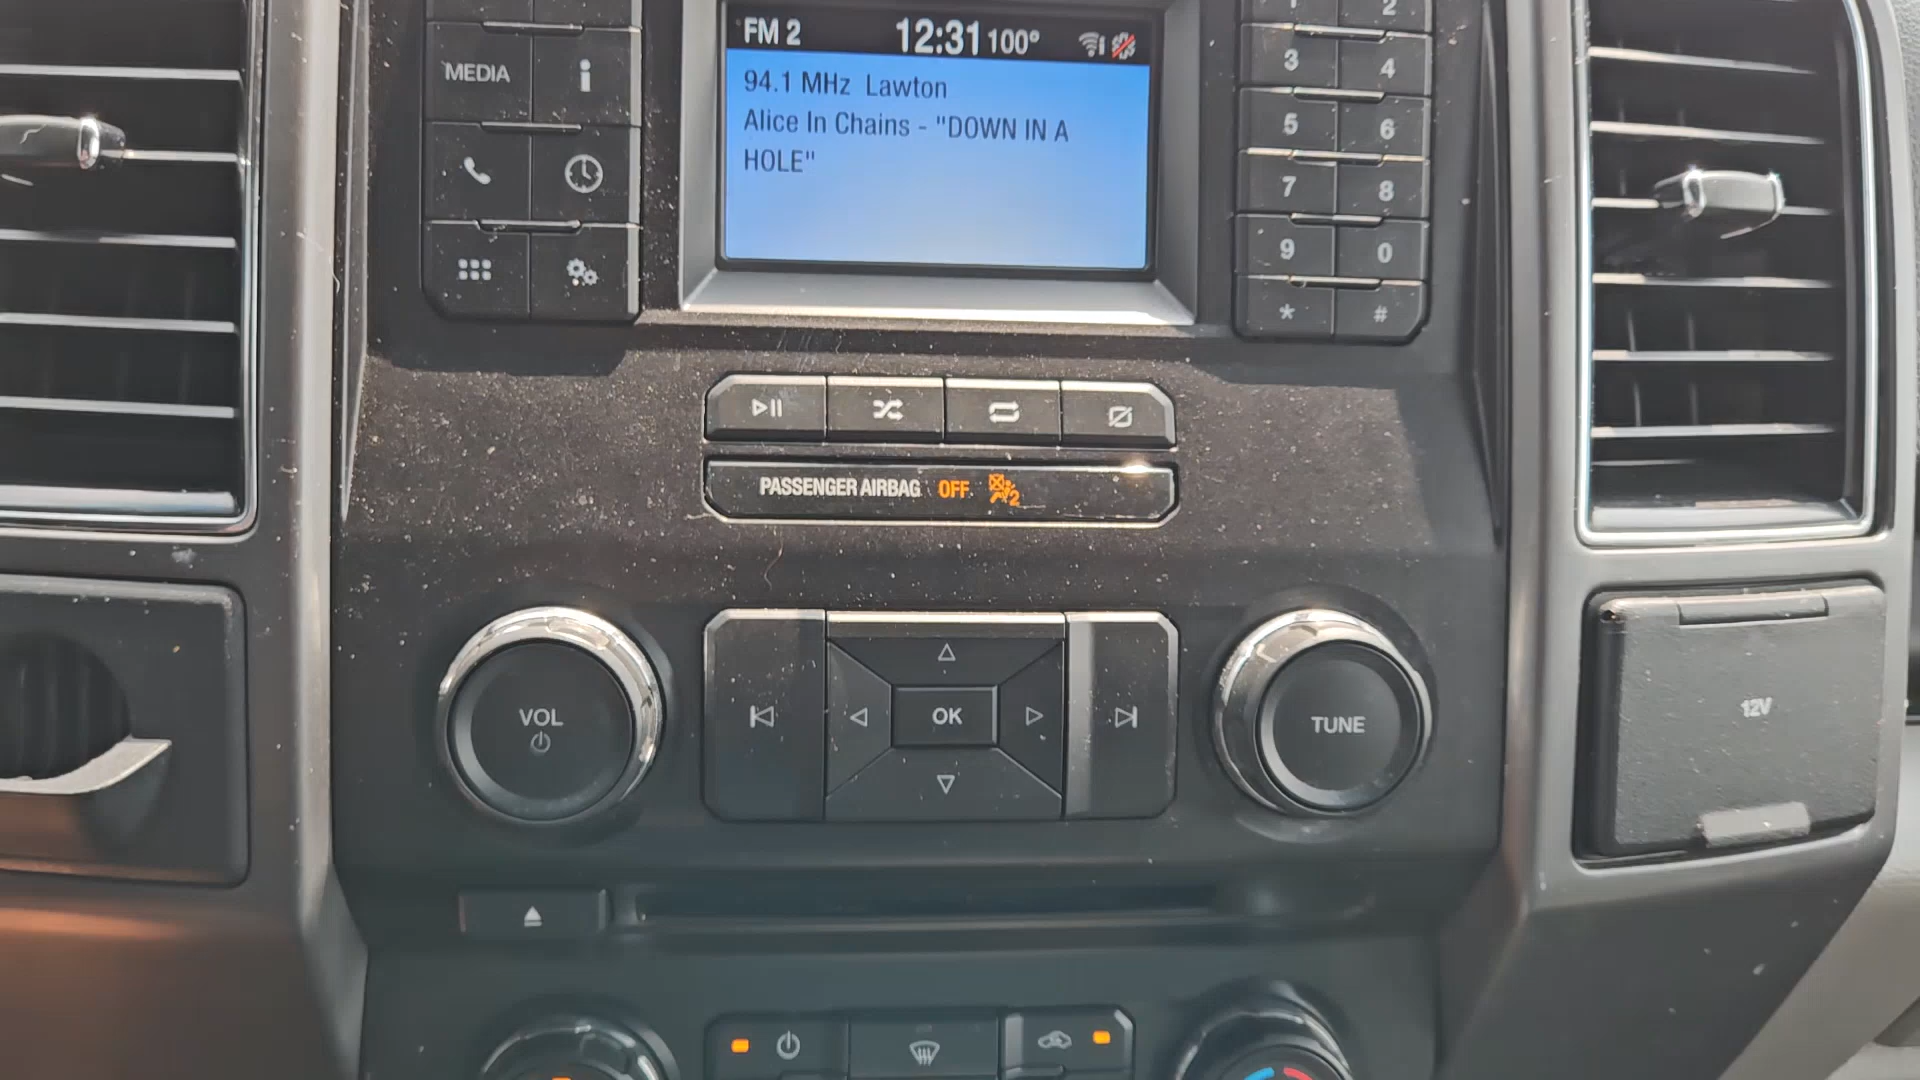 FM 2 12:31 100°
94.1 MHz Lawton
Alice In Chains - "DOWN IN A
HOLE"
MEDIA i
1 2
3 4
5 6
7 8
9 0
* #
PASSENGER AIRBAG OFF 2
VOL
OK
TUNE
12V